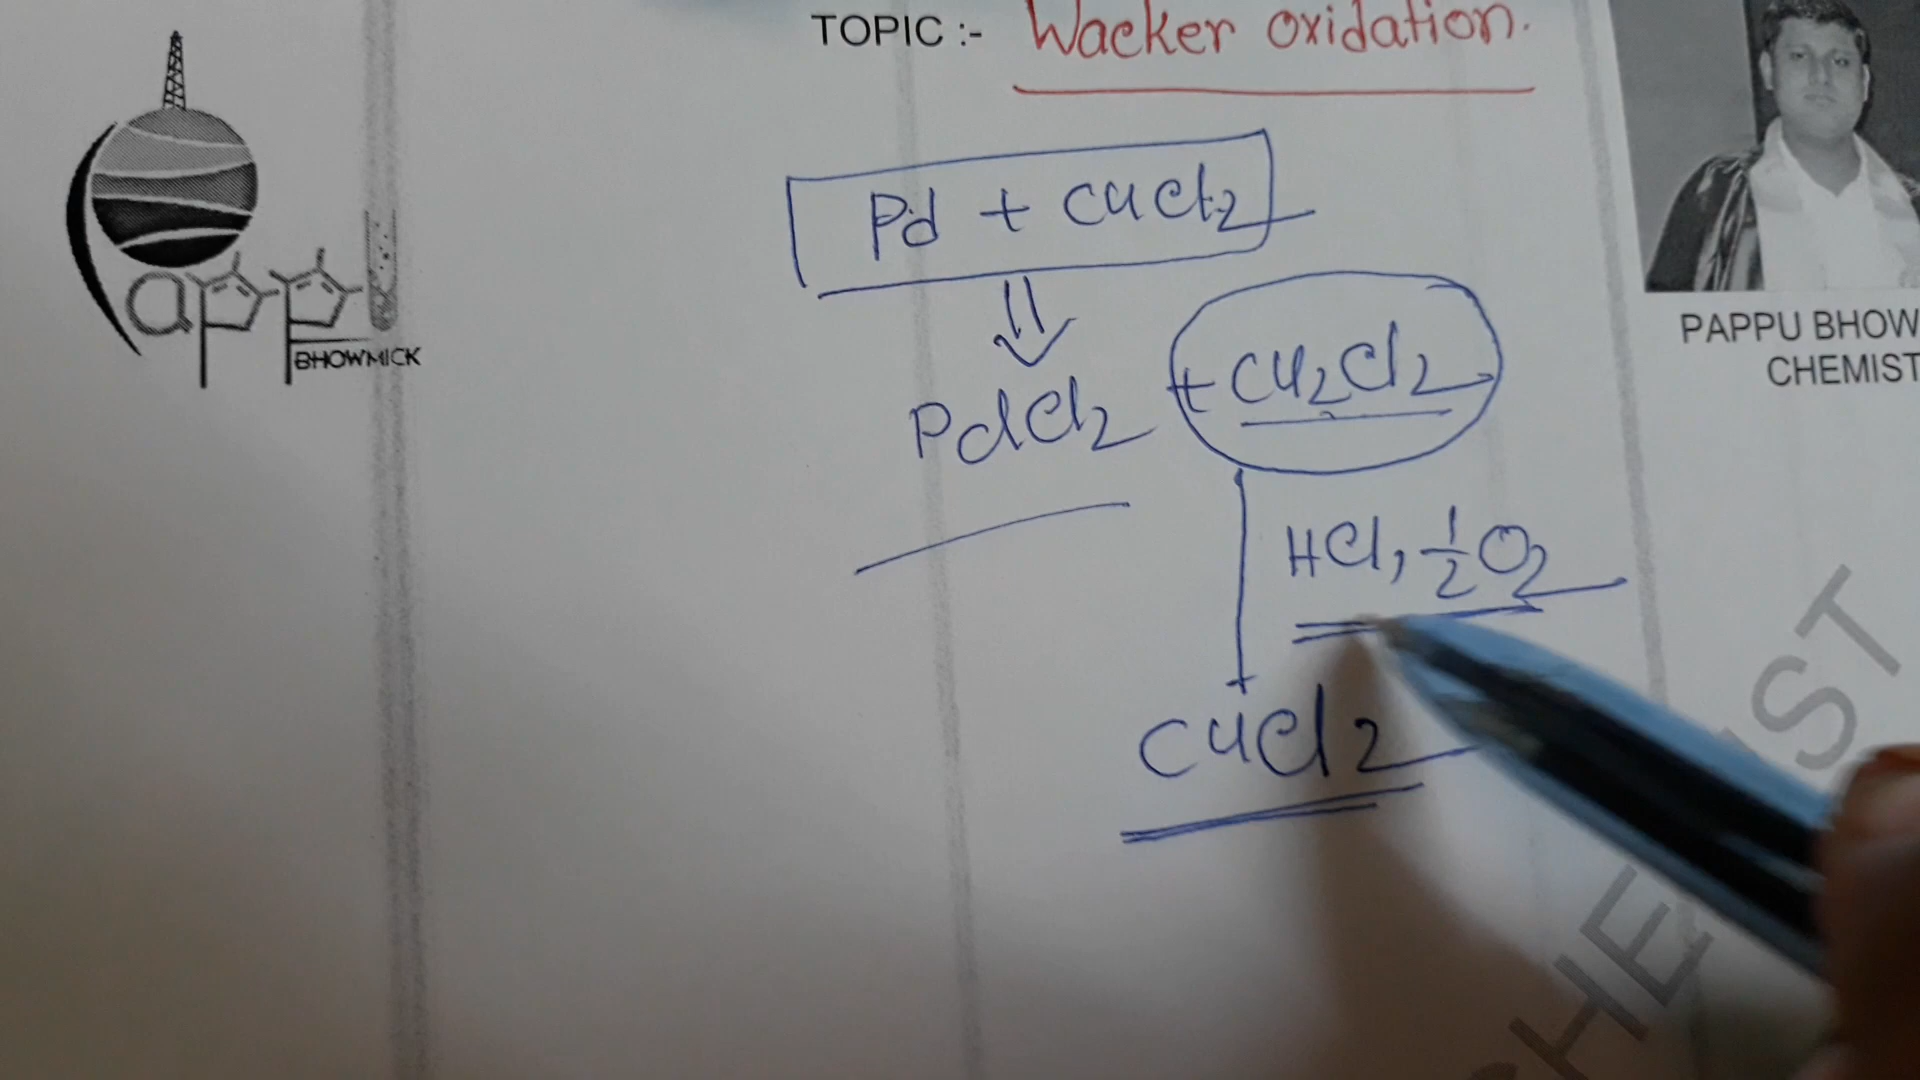 TOPIC :- Wacker oxidation.
Pd + CuCl2
PdCl2 + Cu2Cl2
HCl, 1/2 O2
CuCl2
BHOWMICK
PAPPU BHOW
CHEMIST